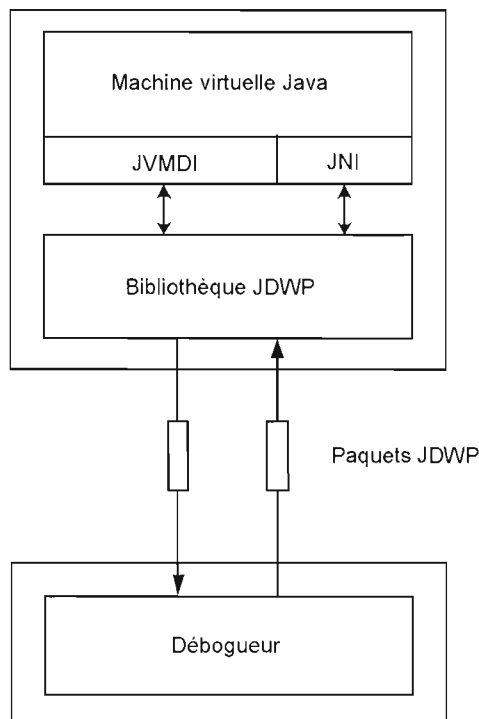 Machine virtuelle Java
JVMDI
JNI
Bibliothèque JDWP
Paquets JDWP
Débogueur